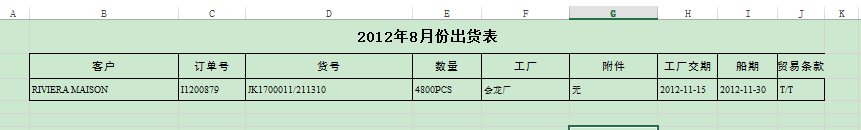 A B C D E F G H I J K
2012年8月份出货表
客户 订单号 货号 数量 工厂 附件 工厂交期 船期 贸易条款
RIVIERA MAISON I1200879 JK1700011/211310 4800PCS 金龙厂 无 2012-11-15 2012-11-30 T/T